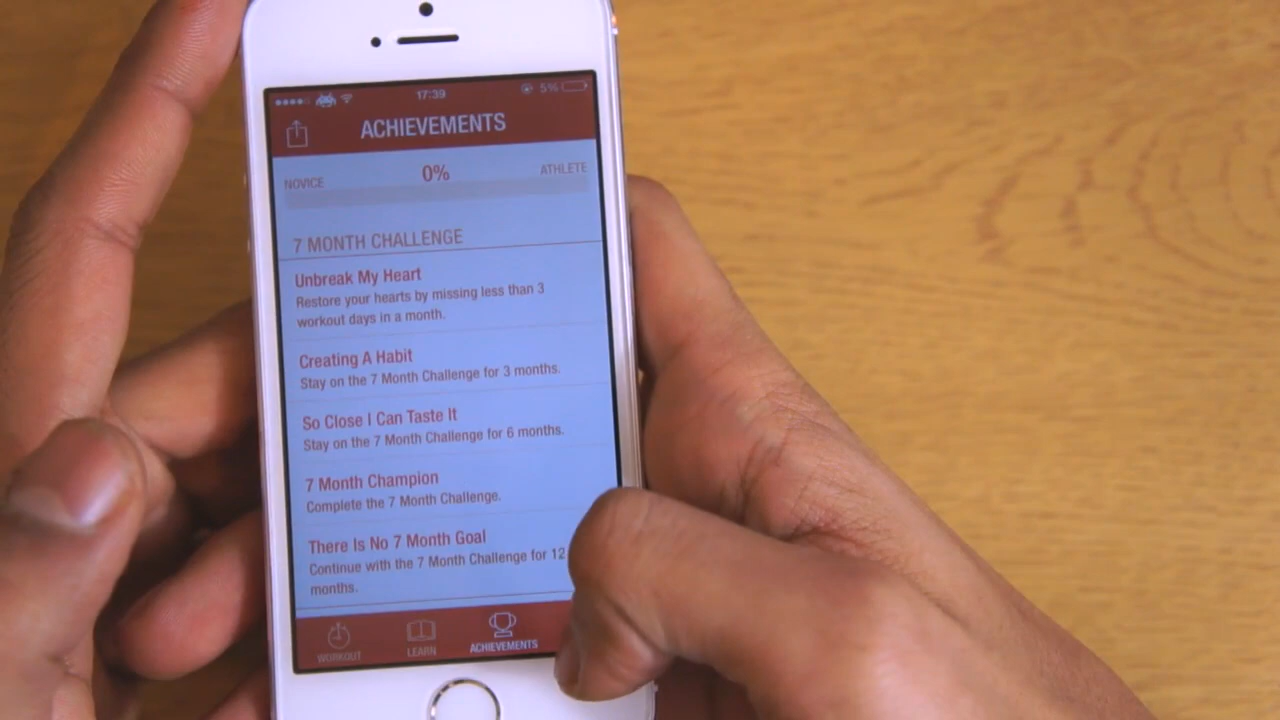 17:39 5%
ACHIEVEMENTS
NOVICE 0% ATHLETE
7 MONTH CHALLENGE
Unbreak My Heart
Restore your hearts by missing less than 3
workout days in a month.
Creating A Habit
Stay on the 7 Month Challenge for 3 months.
So Close I Can Taste It
Stay on the 7 Month Challenge for 6 months.
7 Month Champion
Complete the 7 Month Challenge.
There Is No 7 Month Goal
Continue with the 7 Month Challenge for 12
months.
WORKOUT LEARN ACHIEVEMENTS